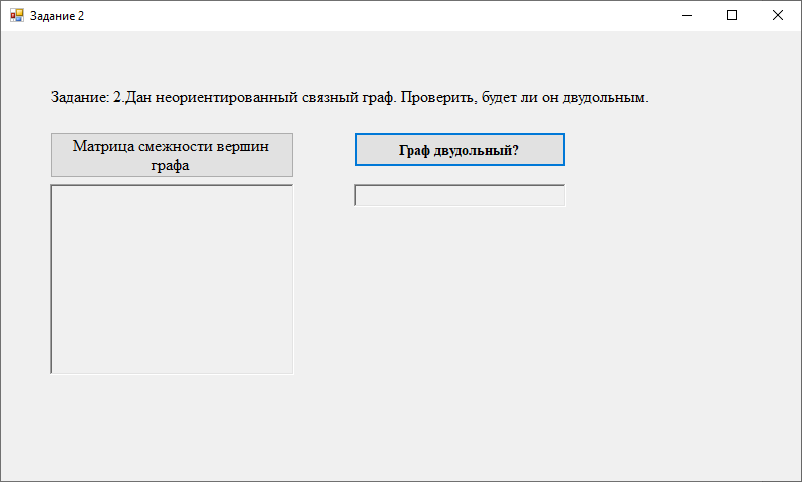 Задание 2
Задание: 2.Дан неориентированный связный граф. Проверить, будет ли он двудольным.
Матрица смежности вершин
графа
Граф двудольный?